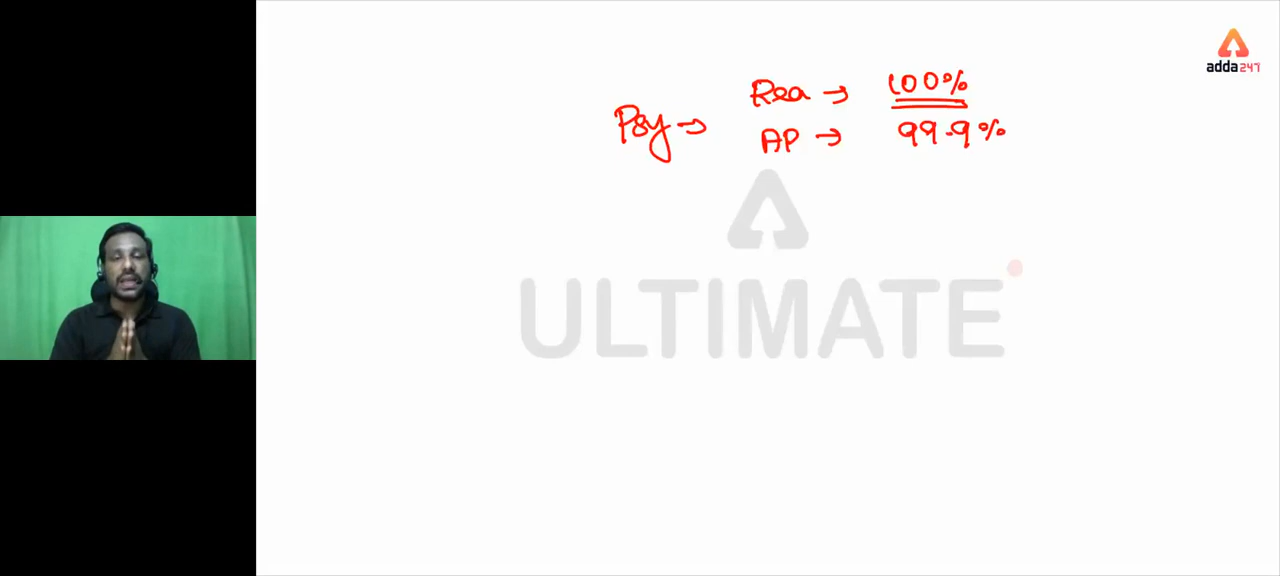 adda247
Rea → 100%
Psy →
AP → 99.9%
ULTIMATE